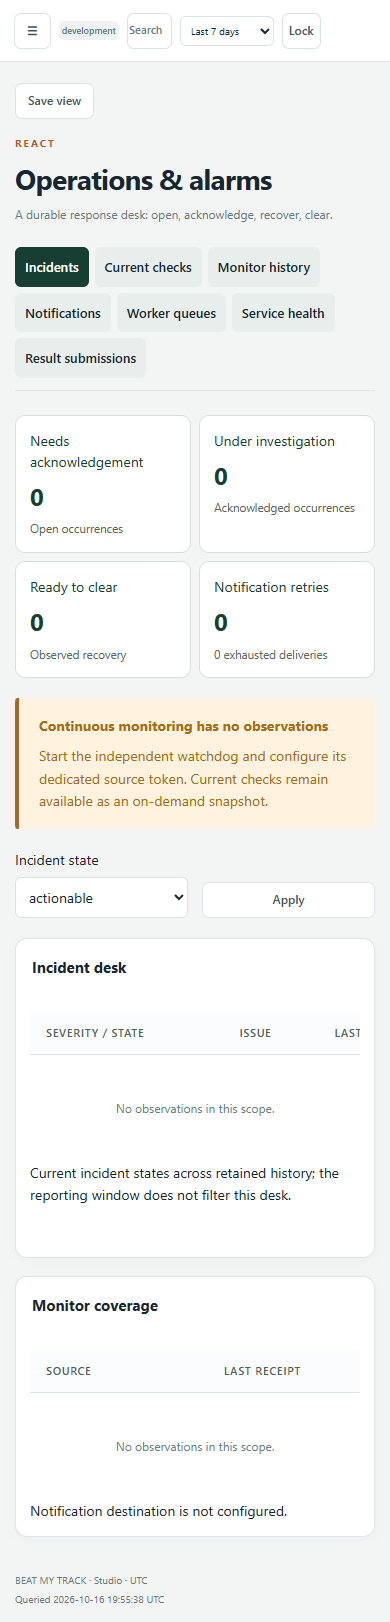 ☰ development Search Last 7 days Lock
Save view
REACT
Operations & alarms
A durable response desk: open, acknowledge, recover, clear.
Incidents Current checks Monitor history
Notifications Worker queues Service health
Result submissions
Needs
acknowledgement
0
Open occurrences
Under investigation
0
Acknowledged occurrences
Ready to clear
0
Observed recovery
Notification retries
0
0 exhausted deliveries
Continuous monitoring has no observations
Start the independent watchdog and configure its
dedicated source token. Current checks remain
available as an on-demand snapshot.
Incident state
actionable Apply
Incident desk
SEVERITY / STATE ISSUE LAST
No observations in this scope.
Current incident states across retained history; the
reporting window does not filter this desk.
Monitor coverage
SOURCE LAST RECEIPT
No observations in this scope.
Notification destination is not configured.
BEAT MY TRACK · Studio · UTC
Queried 2026-10-16 19:55:38 UTC